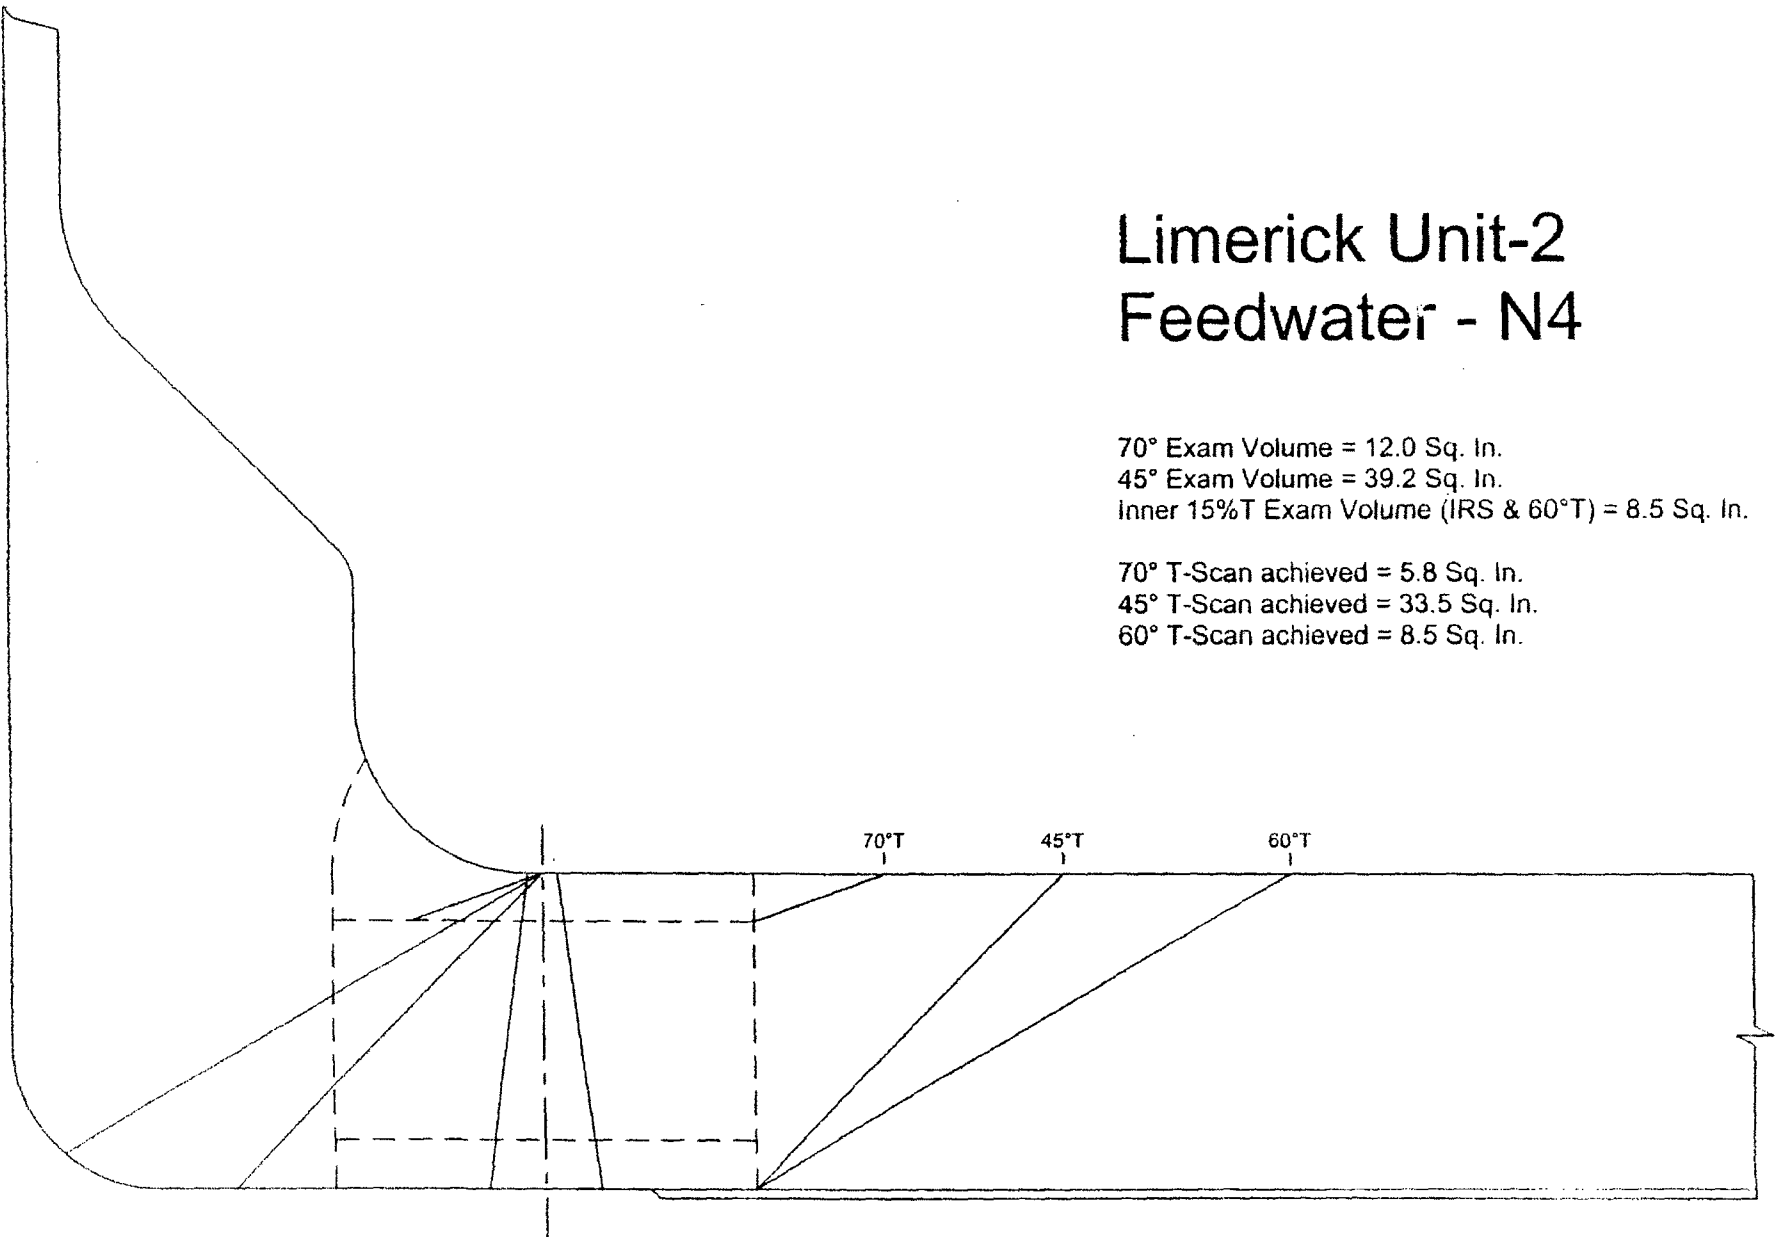 Limerick Unit-2
Feedwater - N4
70° Exam Volume = 12.0 Sq. In.
45° Exam Volume = 39.2 Sq. In.
Inner 15%T Exam Volume (IRS & 60°T) = 8.5 Sq. In.
70° T-Scan achieved = 5.8 Sq. In.
45° T-Scan achieved = 33.5 Sq. In.
60° T-Scan achieved = 8.5 Sq. In.
70°T 45°T 60°T